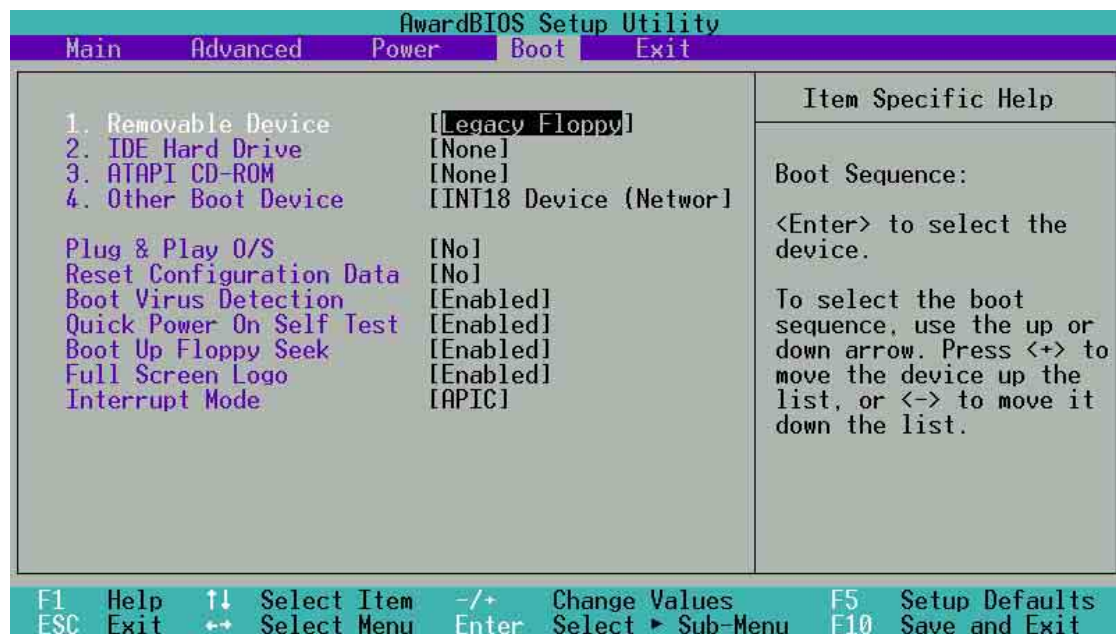 AwardBIOS Setup Utility
Main Advanced Power Boot Exit
1. Removable Device [Legacy Floppy]
2. IDE Hard Drive [None]
3. ATAPI CD-ROM [None]
4. Other Boot Device [INT18 Device (Networ]
Plug & Play O/S [No]
Reset Configuration Data [No]
Boot Virus Detection [Enabled]
Quick Power On Self Test [Enabled]
Boot Up Floppy Seek [Enabled]
Full Screen Logo [Enabled]
Interrupt Mode [APIC]
Item Specific Help
Boot Sequence:
<Enter> to select the
device.
To select the boot
sequence, use the up or
down arrow. Press <+> to
move the device up the
list, or <-> to move it
down the list.
F1 Help ↑↓ Select Item -/+ Change Values F5 Setup Defaults
ESC Exit ←→ Select Menu Enter Select ► Sub-Menu F10 Save and Exit